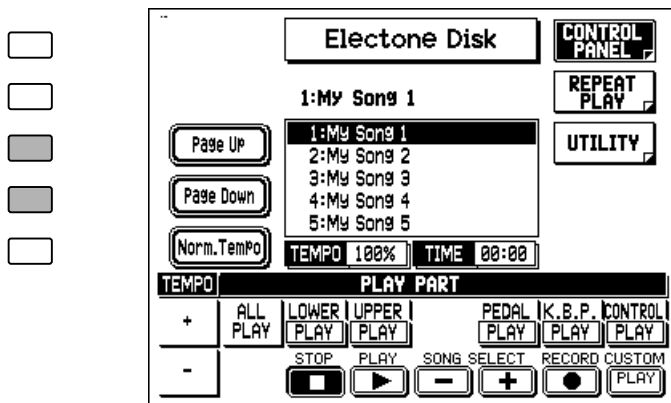 Electone Disk
CONTROL
PANEL
1:My Song 1
REPEAT
PLAY
Page Up
1:My Song 1
UTILITY
2:My Song 2
3:My Song 3
Page Down
4:My Song 4
5:My Song 5
Norm.Tempo
TEMPO 100% TIME 00:00
TEMPO PLAY PART
+ ALL LOWER UPPER PEDAL K.B.P. CONTROL
PLAY PLAY PLAY PLAY PLAY PLAY
STOP PLAY SONG SELECT RECORD CUSTOM
- - + PLAY